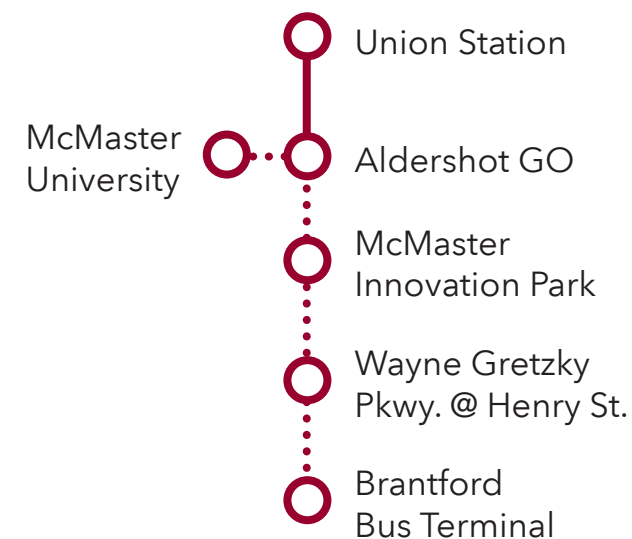 Union Station
McMaster
University
Aldershot GO
McMaster
Innovation Park
Wayne Gretzky
Pkwy. @ Henry St.
Brantford
Bus Terminal